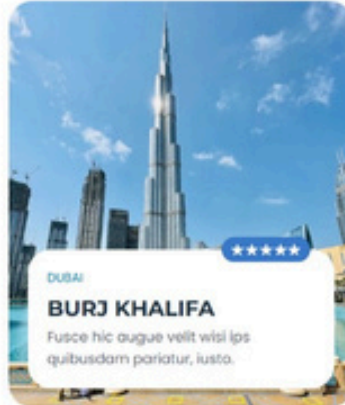 ★★★★★
DUBAI
BURJ KHALIFA
Fusce hic augue velit wisi ips
quibusdam pariatur, iusto.